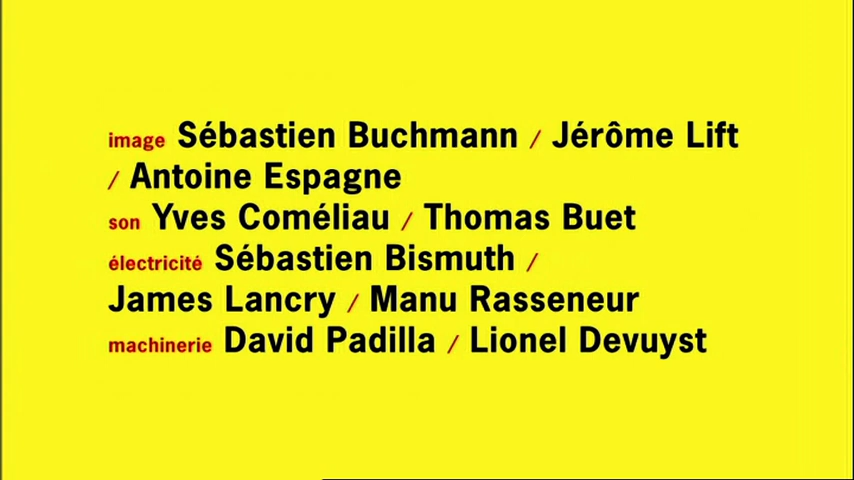 image Sébastien Buchmann / Jérôme Lift
/ Antoine Espagne
son Yves Coméliau / Thomas Buet
électricité Sébastien Bismuth /
James Lancry / Manu Rasseneur
machinerie David Padilla / Lionel Devuyst